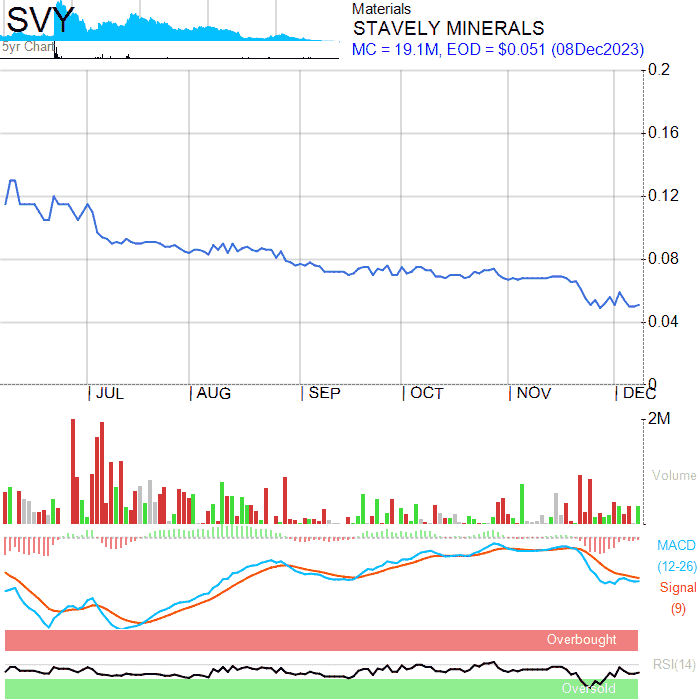 SVY
5yr Chart
Materials
STAVELY MINERALS
MC = 19.1M, EOD = $0.051 (08Dec2023)
0.2
0.16
0.12
0.08
0.04
0
JUL AUG SEP OCT NOV DEC
2M
Volume
MACD
(12-26)
Signal
(9)
Overbought
RSI(14)
Oversold